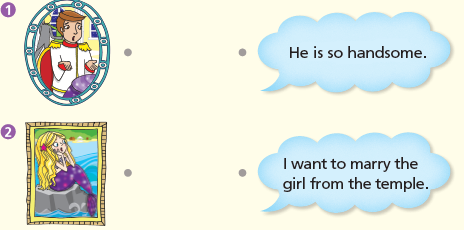 1
He is so handsome.
2
I want to marry the
girl from the temple.